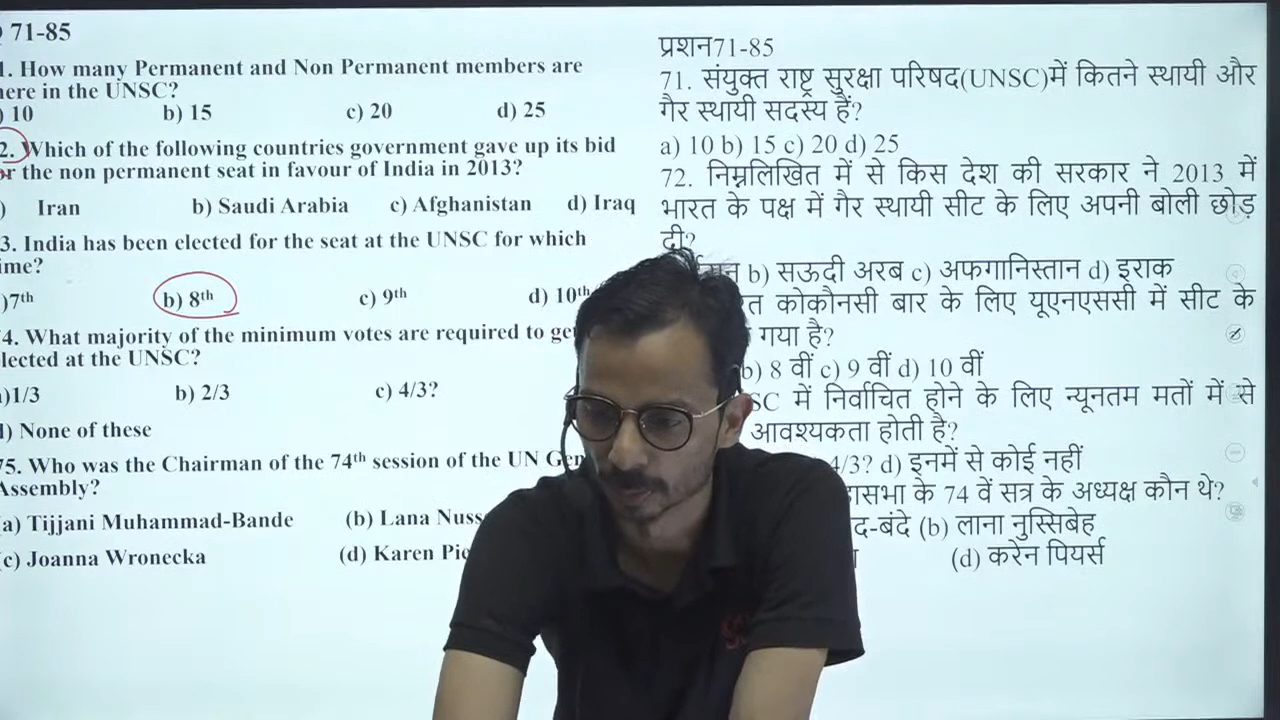 71-85
1. How many Permanent and Non Permanent members are
here in the UNSC?
) 10 b) 15 c) 20 d) 25
2. Which of the following countries government gave up its bid
or the non permanent seat in favour of India in 2013?
) Iran b) Saudi Arabia c) Afghanistan d) Iraq
3. India has been elected for the seat at the UNSC for which
ime?
)7th b) 8th c) 9th d) 10th
4. What majority of the minimum votes are required to ge
lected at the UNSC?
)1/3 b) 2/3 c) 4/3?
d) None of these
75. Who was the Chairman of the 74th session of the UN Gen
Assembly?
(a) Tijjani Muhammad-Bande (b) Lana Nuss
(c) Joanna Wronecka (d) Karen Pie
प्रशन71-85
71. संयुक्त राष्ट्र सुरक्षा परिषद(UNSC)में कितने स्थायी और
गैर स्थायी सदस्य हैं?
a) 10 b) 15 c) 20 d) 25
72. निम्नलिखित में से किस देश की सरकार ने 2013 में
भारत के पक्ष में गैर स्थायी सीट के लिए अपनी बोली छोड़
दी?
b) सऊदी अरब c) अफगानिस्तान d) इराक
त कोकौनसी बार के लिए यूएनएससी में सीट के
गया है?
b) 8 वीं c) 9 वीं d) 10 वीं
SC में निर्वाचित होने के लिए न्यूनतम मतों में से
आवश्यकता होती है?
4/3? d) इनमें से कोई नहीं
ासभा के 74 वें सत्र के अध्यक्ष कौन थे?
द-बंदे (b) लाना नुस्सिबेह
(d) करेन पियर्स